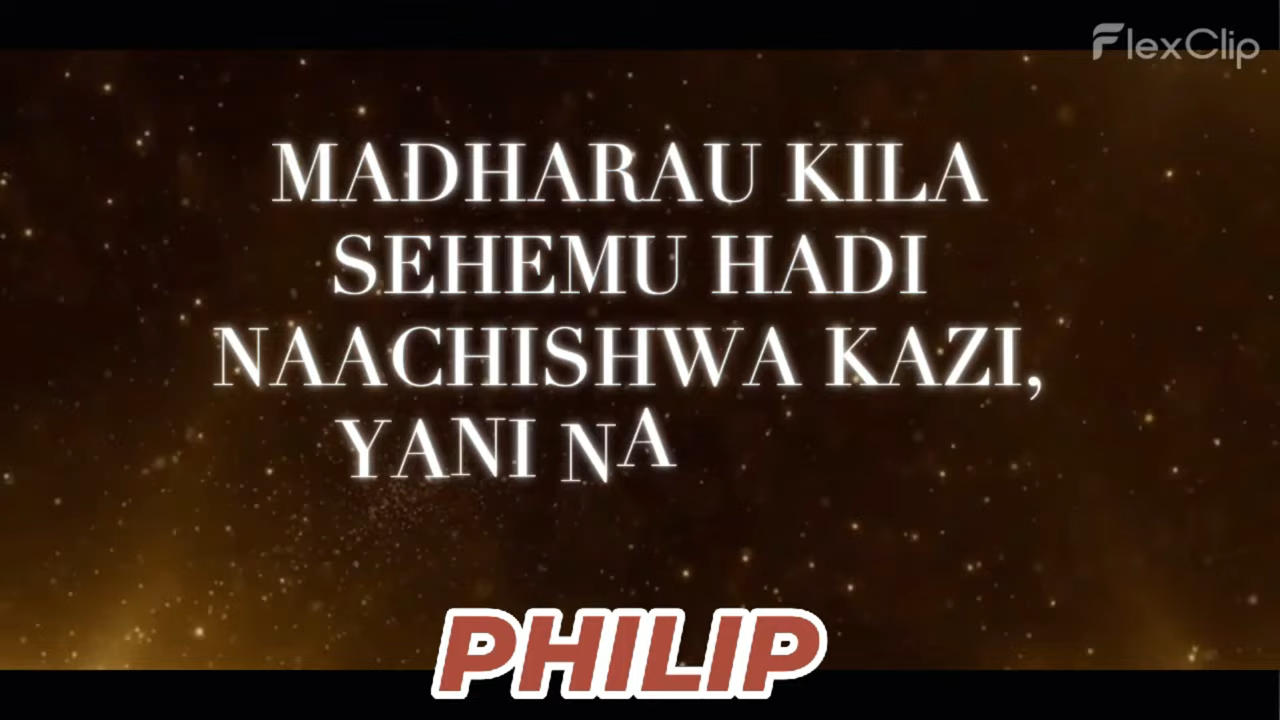 FlexClip
MADHARAU KILA
SEHEMU HADI
NAACHISHWA KAZI,
YANI NA
PHILIP